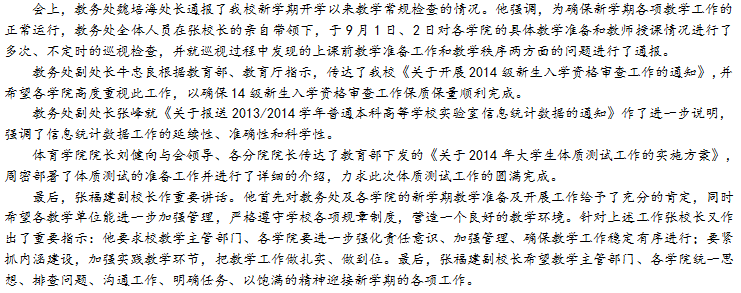 会上，教务处魏培海处长通报了我校新学期开学以来教学常规检查的情况。他强调，为确保新学期各项教学工作的
正常运行，教务处全体人员在张校长的亲自带领下，于 9 月 1 日、2 日对各学院的具体教学准备和教师授课情况进行了
多次、不定时的巡视检查，并就巡视过程中发现的上课前教学准备工作和教学秩序两方面的问题进行了通报。
教务处副处长牛忠良根据教育部、教育厅指示，传达了我校《关于开展 2014 级新生入学资格审查工作的通知》，并
希望各学院高度重视此工作，以确保 14 级新生入学资格审查工作保质保量顺利完成。
教务处副处长张峰就《关于报送 2013/2014 学年普通本科高等学校实验室信息统计数据的通知》作了进一步说明，
强调了信息统计数据工作的延续性、准确性和科学性。
体育学院院长刘健向与会领导、各分院院长传达了教育部下发的《关于 2014 年大学生体质测试工作的实施方案》，
周密部署了体质测试的准备工作并进行了详细的介绍，力求此次体质测试工作的圆满完成。
最后，张福建副校长作重要讲话。他首先对教务处及各学院的新学期教学准备及开展工作给予了充分的肯定，同时
希望各教学单位能进一步加强管理，严格遵守学校各项规章制度，营造一个良好的教学环境。针对上述工作张校长又作
出了重要指示：他要求校教学主管部门、各学院要进一步强化责任意识、加强管理、确保教学工作稳定有序进行；要紧
抓内涵建设，加强实践教学环节，把教学工作做扎实、做到位。最后，张福建副校长希望教学主管部门、各学院统一思
想、排查问题、沟通工作、明确任务、以饱满的精神迎接新学期的各项工作。